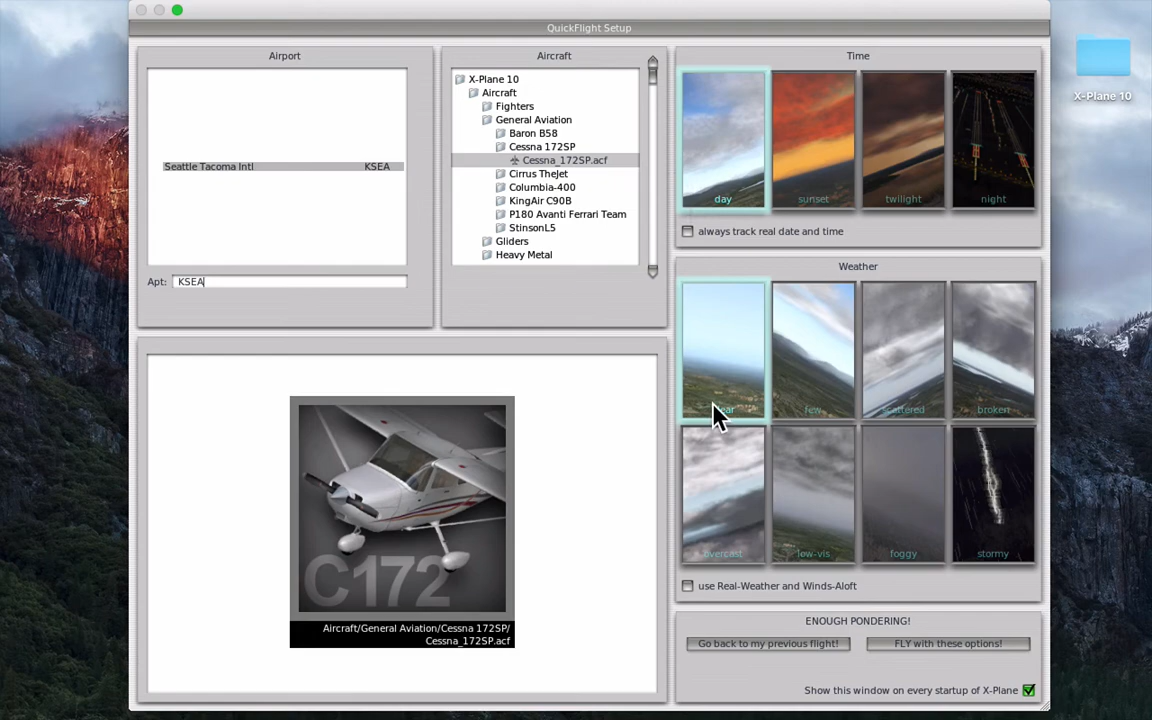 QuickFlight Setup
Airport
Seattle Tacoma Intl KSEA
Apt: KSEA
Aircraft
X-Plane 10
Aircraft
Fighters
General Aviation
Baron B58
Cessna 172SP
Cessna_172SP.acf
Cirrus TheJet
Columbia-400
KingAir C90B
P180 Avanti Ferrari Team
StinsonL5
Gliders
Heavy Metal
Time
day sunset twilight night
always track real date and time
Weather
few scattered broken
overcast low-vis foggy stormy
use Real-Weather and Winds-Aloft
C172
Aircraft/General Aviation/Cessna 172SP/
Cessna_172SP.acf
ENOUGH PONDERING!
Go back to my previous flight! FLY with these options!
Show this window on every startup of X-Plane
X-Plane 10